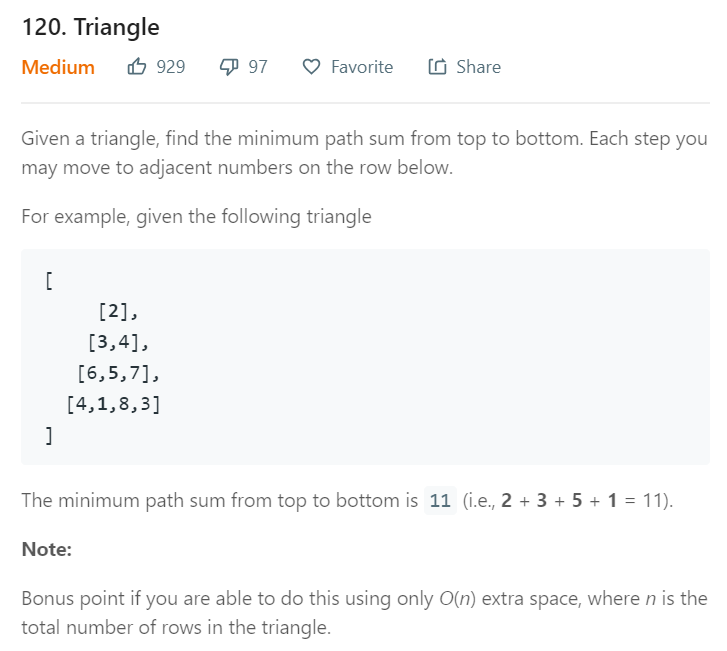 120. Triangle
Medium 929 97 Favorite Share
Given a triangle, find the minimum path sum from top to bottom. Each step you
may move to adjacent numbers on the row below.
For example, given the following triangle
[
[2],
[3,4],
[6,5,7],
[4,1,8,3]
]
The minimum path sum from top to bottom is 11 (i.e., 2 + 3 + 5 + 1 = 11).
Note:
Bonus point if you are able to do this using only O(n) extra space, where n is the
total number of rows in the triangle.